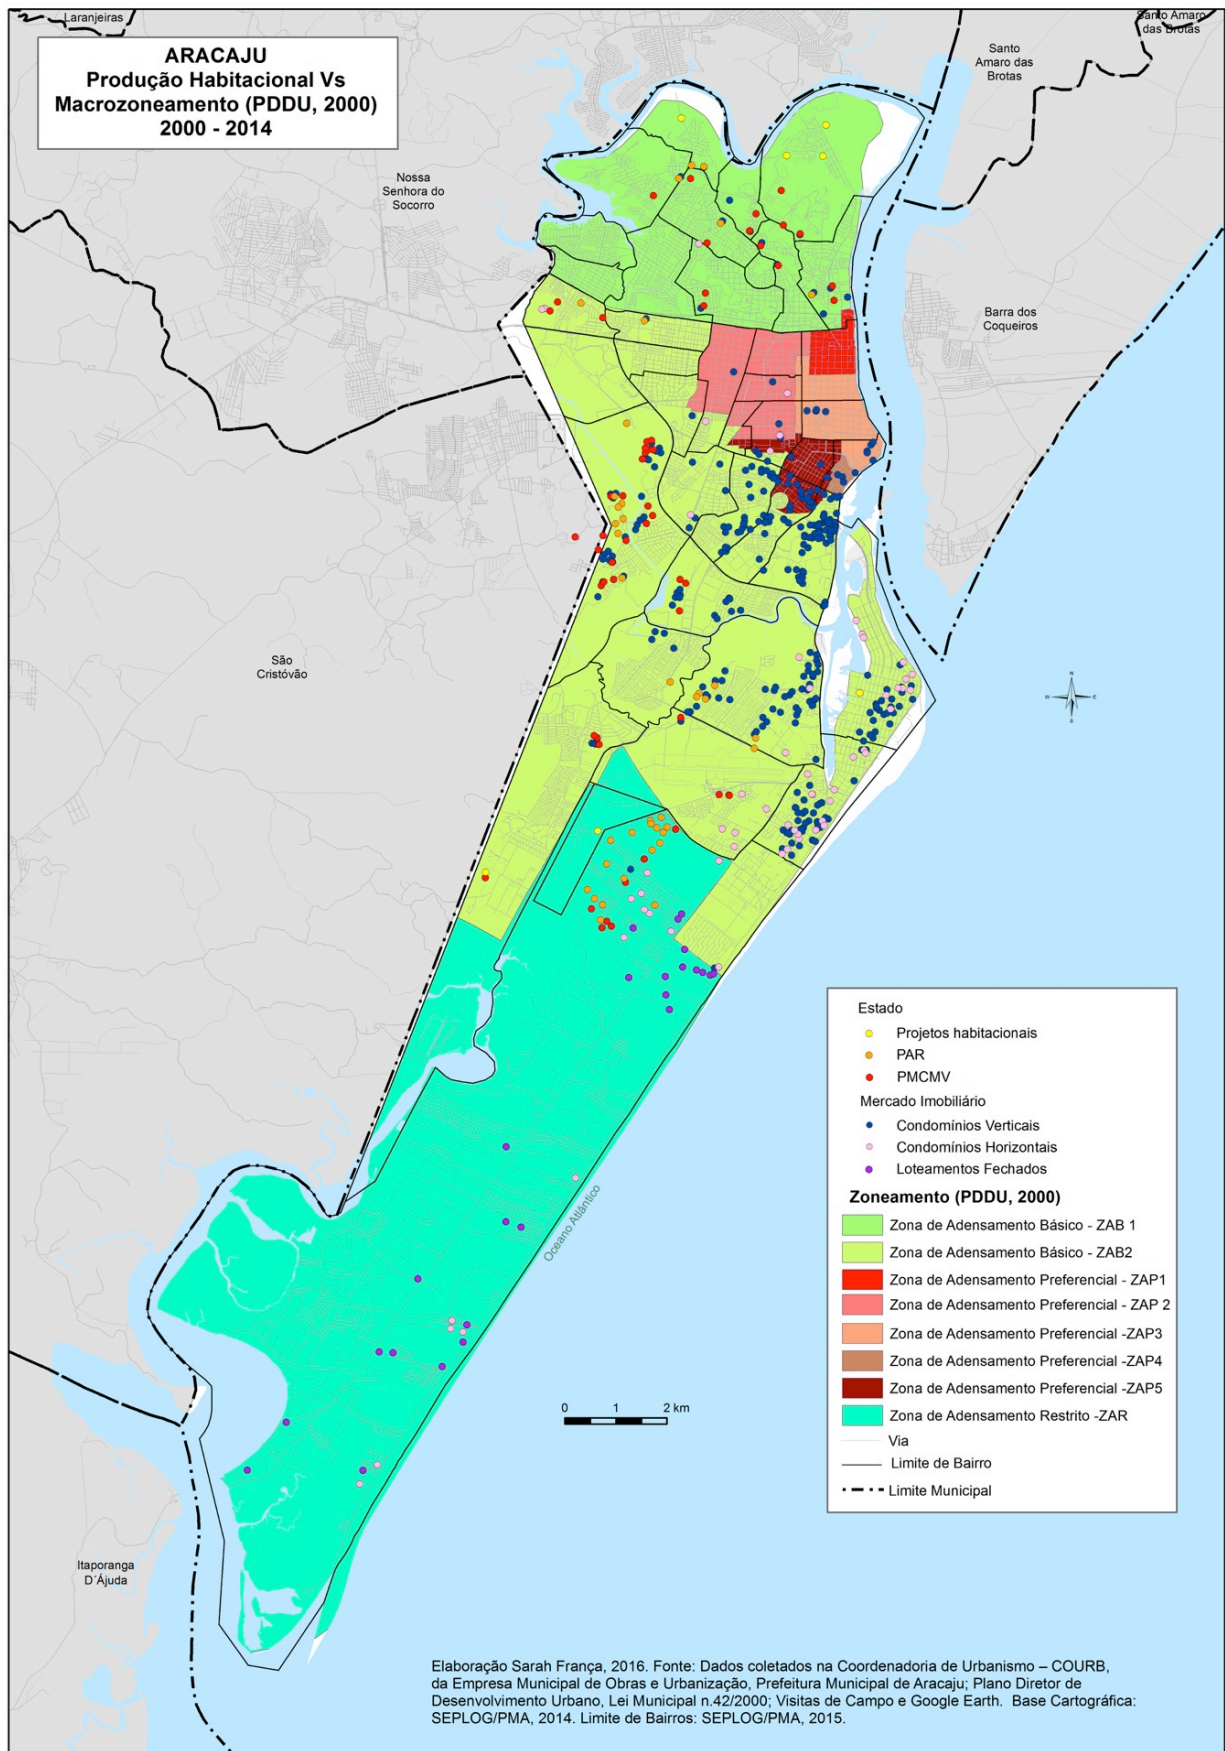 Laranjeiras
Santo Amaro
das Brotas
ARACAJU
Produção Habitacional Vs
Macrozoneamento (PDDU, 2000)
2000 - 2014
Santo
Amaro das
Brotas
Nossa
Senhora do
Socorro
Barra dos
Coqueiros
São
Cristóvão
N
W
E
S
Estado
Projetos habitacionais
PAR
PMCMV
Mercado Imobiliário
Condomínios Verticais
Condomínios Horizontais
Loteamentos Fechados
Zoneamento (PDDU, 2000)
Zona de Adensamento Básico - ZAB 1
Zona de Adensamento Básico - ZAB2
Zona de Adensamento Preferencial - ZAP1
Zona de Adensamento Preferencial - ZAP 2
Zona de Adensamento Preferencial -ZAP3
Zona de Adensamento Preferencial -ZAP4
Zona de Adensamento Preferencial -ZAP5
Zona de Adensamento Restrito -ZAR
Via
Limite de Bairro
Limite Municipal
Oceano Atlântico
0 1 2 km
Itaporanga
D´Ájuda
Elaboração Sarah França, 2016. Fonte: Dados coletados na Coordenadoria de Urbanismo – COURB,
da Empresa Municipal de Obras e Urbanização, Prefeitura Municipal de Aracaju; Plano Diretor de
Desenvolvimento Urbano, Lei Municipal n.42/2000; Visitas de Campo e Google Earth. Base Cartográfica:
SEPLOG/PMA, 2014. Limite de Bairros: SEPLOG/PMA, 2015.